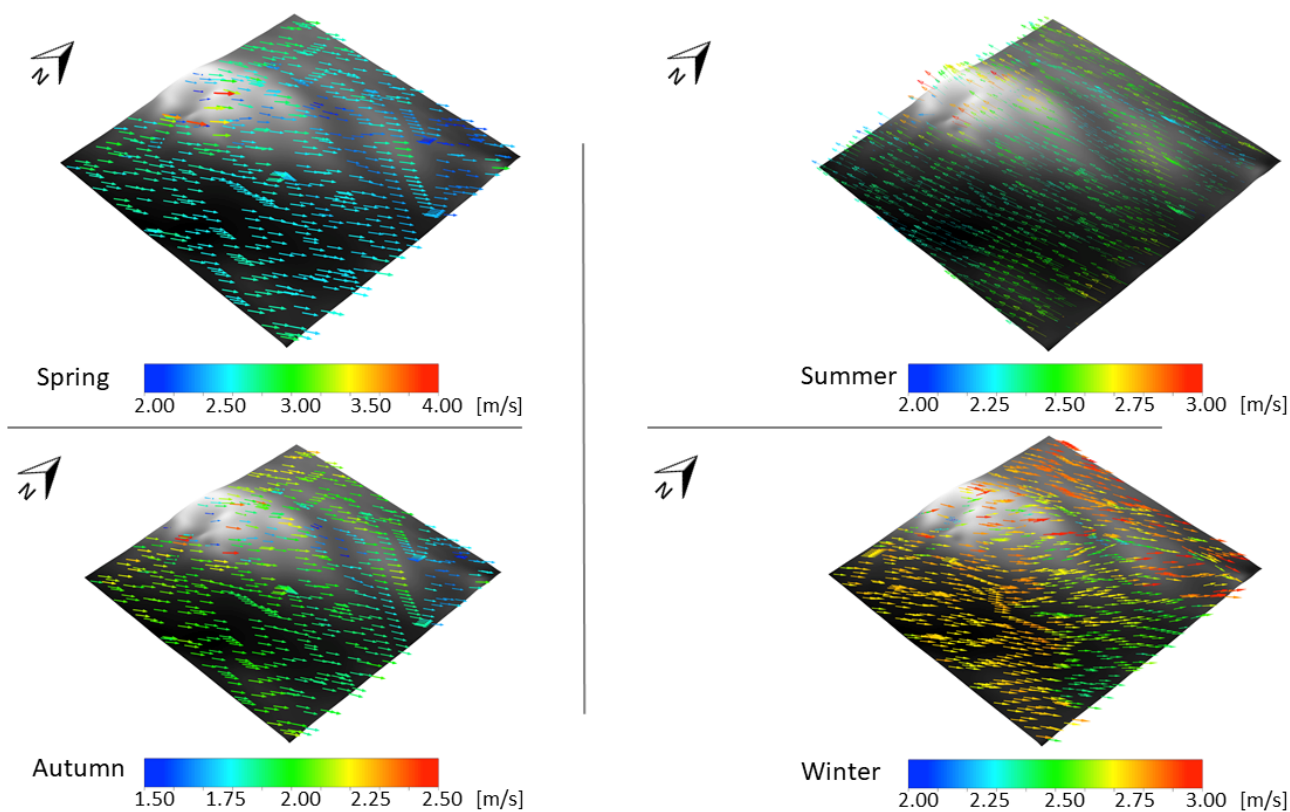 N
N
Spring
2.00 2.50 3.00 3.50 4.00 [m/s]
Summer
2.00 2.25 2.50 2.75 3.00 [m/s]
N
N
Autumn
1.50 1.75 2.00 2.25 2.50 [m/s]
Winter
2.00 2.25 2.50 2.75 3.00 [m/s]